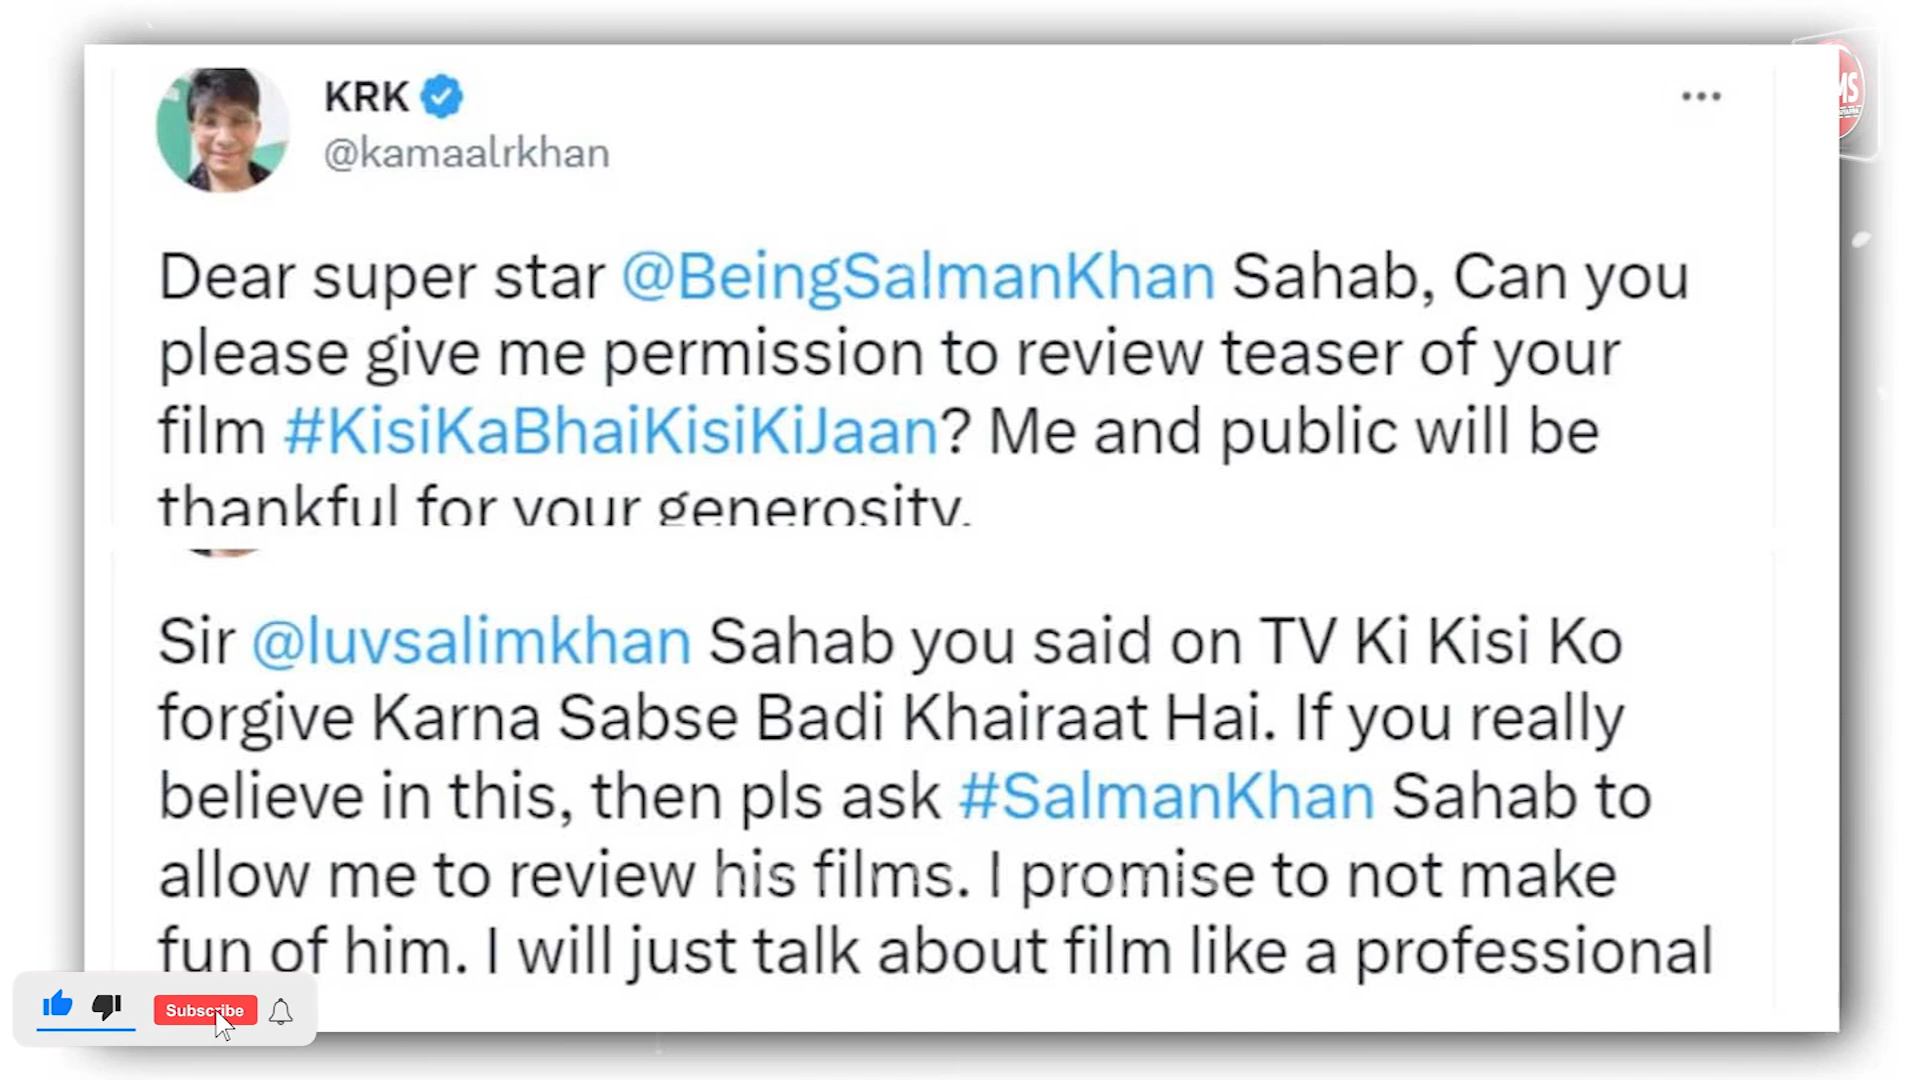 KRK
@kamaalrkhan
MS
Dear super star @BeingSalmanKhan Sahab, Can you
please give me permission to review teaser of your
film #KisiKaBhaiKisiKiJaan? Me and public will be
thankful for your generosity.
Sir @luvsalimkhan Sahab you said on TV Ki Kisi Ko
forgive Karna Sabse Badi Khairaat Hai. If you really
believe in this, then pls ask #SalmanKhan Sahab to
allow me to review his films. I promise to not make
fun of him. I will just talk about film like a professional
Subscribe